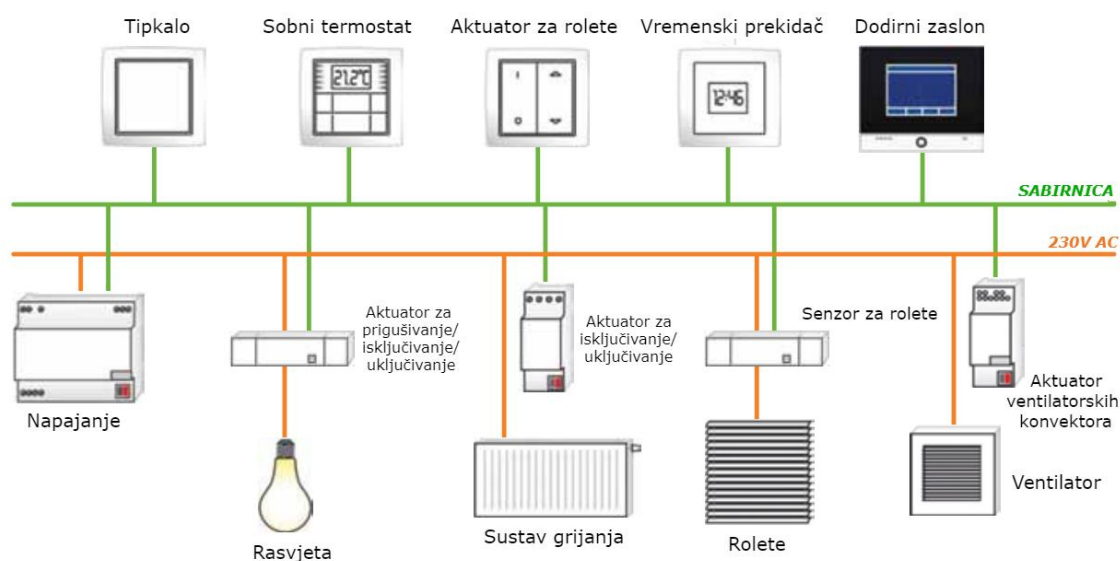 Tipkalo
Sobni termostat
Aktuator za rolete
Vremenski prekidač
Dodirni zaslon
21.2°C
12:46
SABIRNICA
230V AC
Napajanje
Aktuator za
prigušivanje/
isključivanje/
uključivanje
Aktuator za
isključivanje/
uključivanje
Senzor za rolete
Aktuator
ventilatorskih
konvektora
Rasvjeta
Sustav grijanja
Rolete
Ventilator